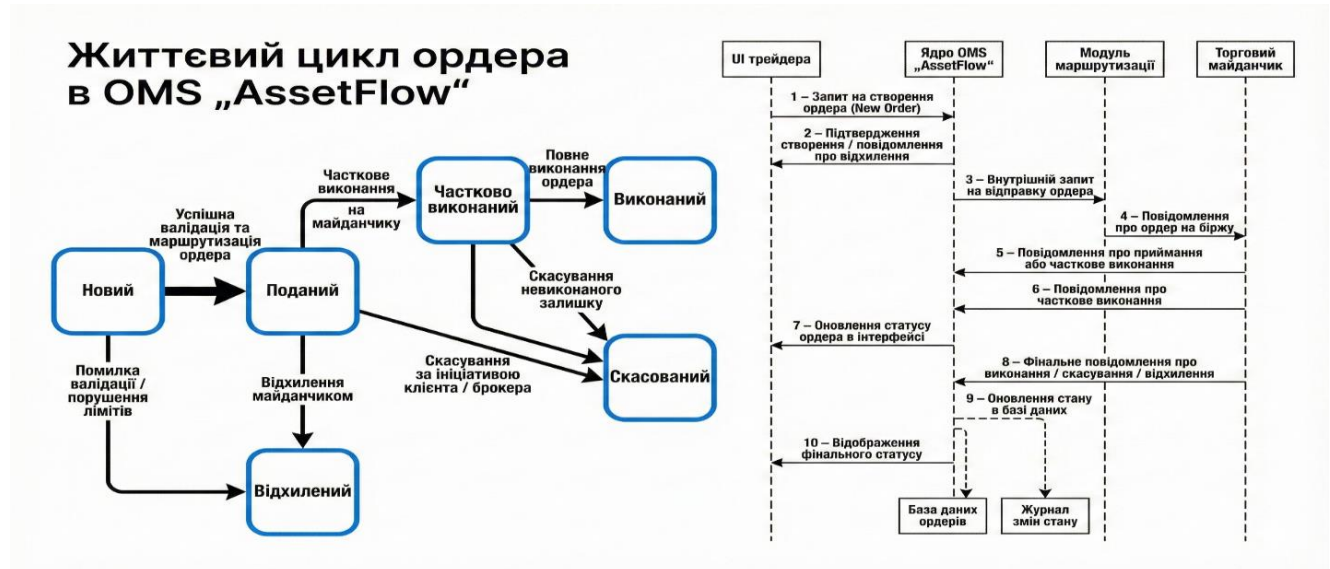 Життєвий цикл ордера
в OMS „AssetFlow“
Новий
Успішна
валідація та
маршрутизація
ордера
Поданий
Часткове
виконання
на
майданчику
Частково
виконаний
Повне
виконання
ордера
Виконаний
Скасування
невиконаного
залишку
Скасування
за ініціативою
клієнта / брокера
Скасований
Помилка
валідації /
порушення
лімітів
Відхилення
майданчиком
Відхилений
UI трейдера
Ядро OMS
„AssetFlow“
Модуль
маршрутизації
Торговий
майданчик
1 – Запит на створення
ордера (New Order)
2 – Підтвердження
створення / повідомлення
про відхилення
3 – Внутрішній запит
на відправку ордера
4 – Повідомлення
про ордер на біржу
5 – Повідомлення про приймання
або часткове виконання
6 – Повідомлення про
часткове виконання
7 – Оновлення статусу
ордера в інтерфейсі
8 – Фінальне повідомлення про
виконання / скасування / відхилення
9 – Оновлення стану
в базі даних
10 – Відображення
фінального статусу
База даних
ордерів
Журнал
змін стану